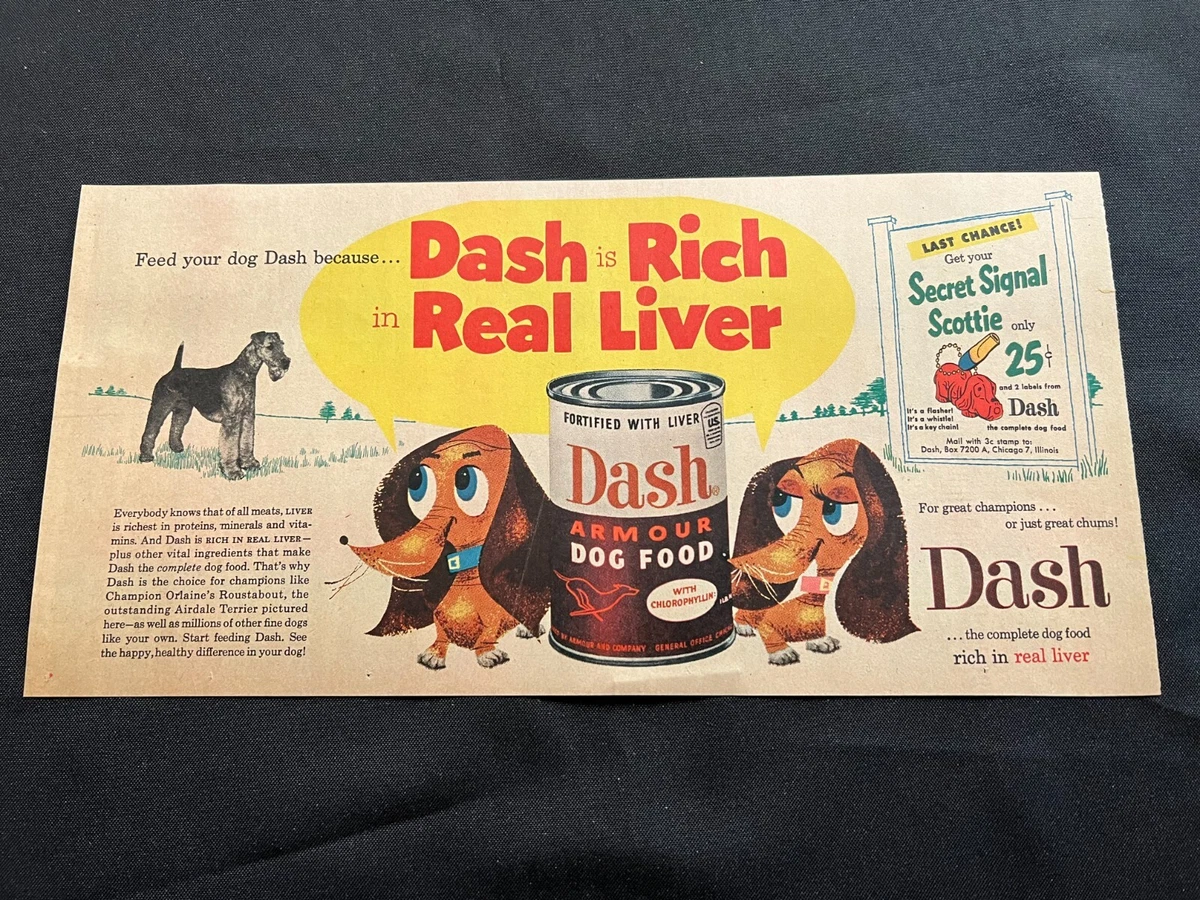 Feed your dog Dash because...
Dash is Rich
in Real Liver
LAST CHANCE!
Get your
Secret Signal
Scottie only
25¢
and 2 labels from
Dash
the complete dog food
It's a flasher!
It's a whistle!
It's a key chain!
Mail with 3c stamp to:
Dash, Box 7200 A, Chicago 7, Illinois
FORTIFIED WITH LIVER
U.S.
Dash
ARMOUR
DOG FOOD
WITH
CHLOROPHYLLIN
BY ARMOUR AND COMPANY GENERAL OFFICE
Everybody knows that of all meats, LIVER
is richest in proteins, minerals and vita-
mins. And Dash is RICH IN REAL LIVER—
plus other vital ingredients that make
Dash the complete dog food. That's why
Dash is the choice for champions like
Champion Orlaine's Roustabout, the
outstanding Airdale Terrier pictured
here—as well as millions of other fine dogs
like your own. Start feeding Dash. See
the happy, healthy difference in your dog!
For great champions...
or just great chums!
Dash
...the complete dog food
rich in real liver